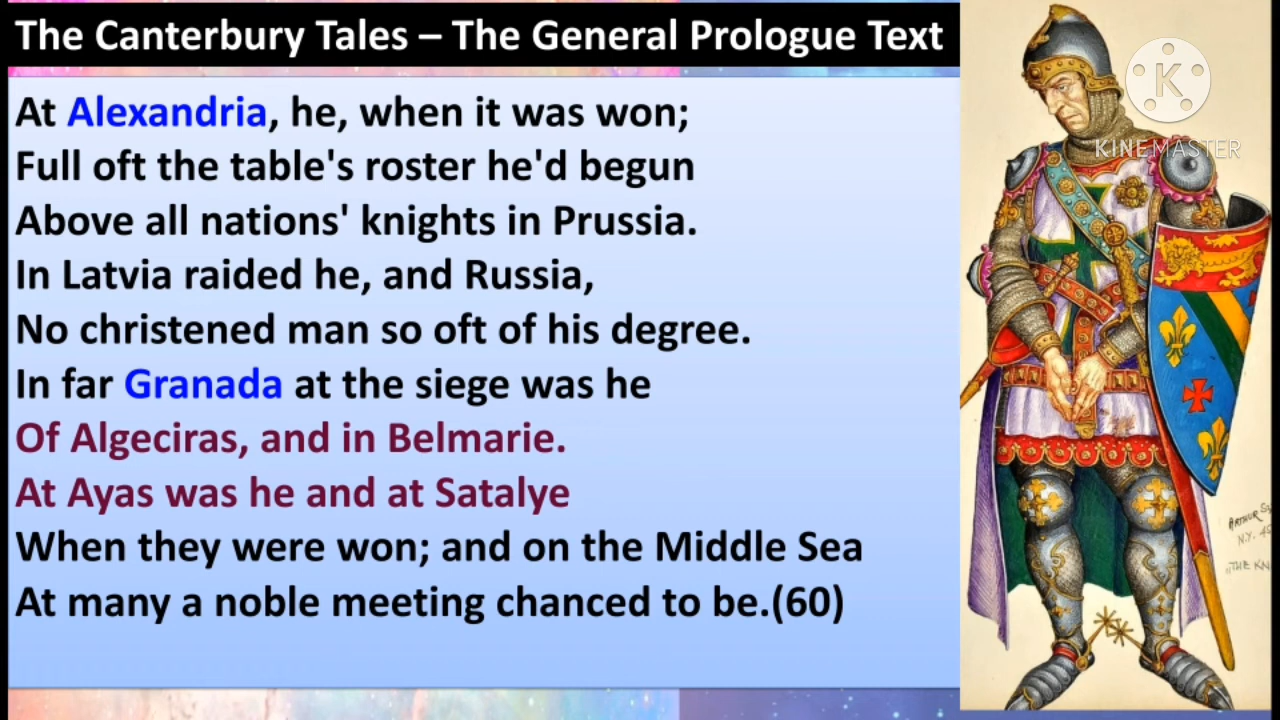 The Canterbury Tales – The General Prologue Text
At Alexandria, he, when it was won;
Full oft the table's roster he'd begun
Above all nations' knights in Prussia.
In Latvia raided he, and Russia,
No christened man so oft of his degree.
In far Granada at the siege was he
Of Algeciras, and in Belmarie.
At Ayas was he and at Satalye
When they were won; and on the Middle Sea
At many a noble meeting chanced to be.(60)
K
KINEMASTER
ARTHUR
N.Y.
"THE